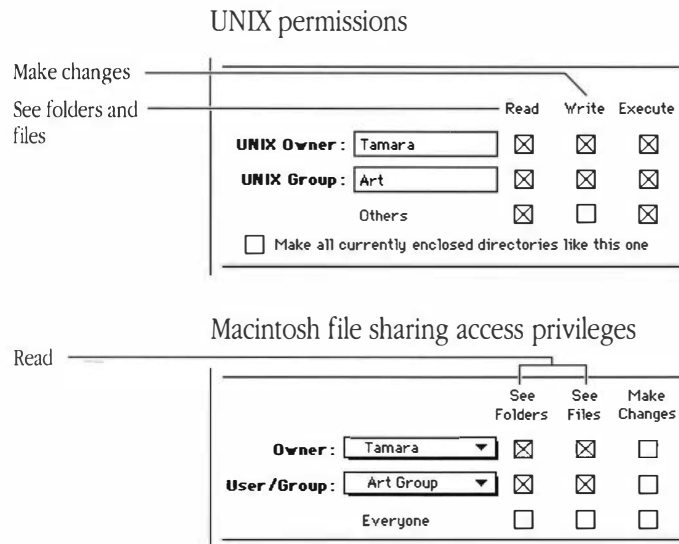 UNIX permissions
Make changes
See folders and
files
Read Write Execute
UNIX Owner: Tamara
UNIX Group: Art
Others
Make all currently enclosed directories like this one
Macintosh file sharing access privileges
Read
See See Make
Folders Files Changes
Owner: Tamara
User/Group: Art Group
Everyone